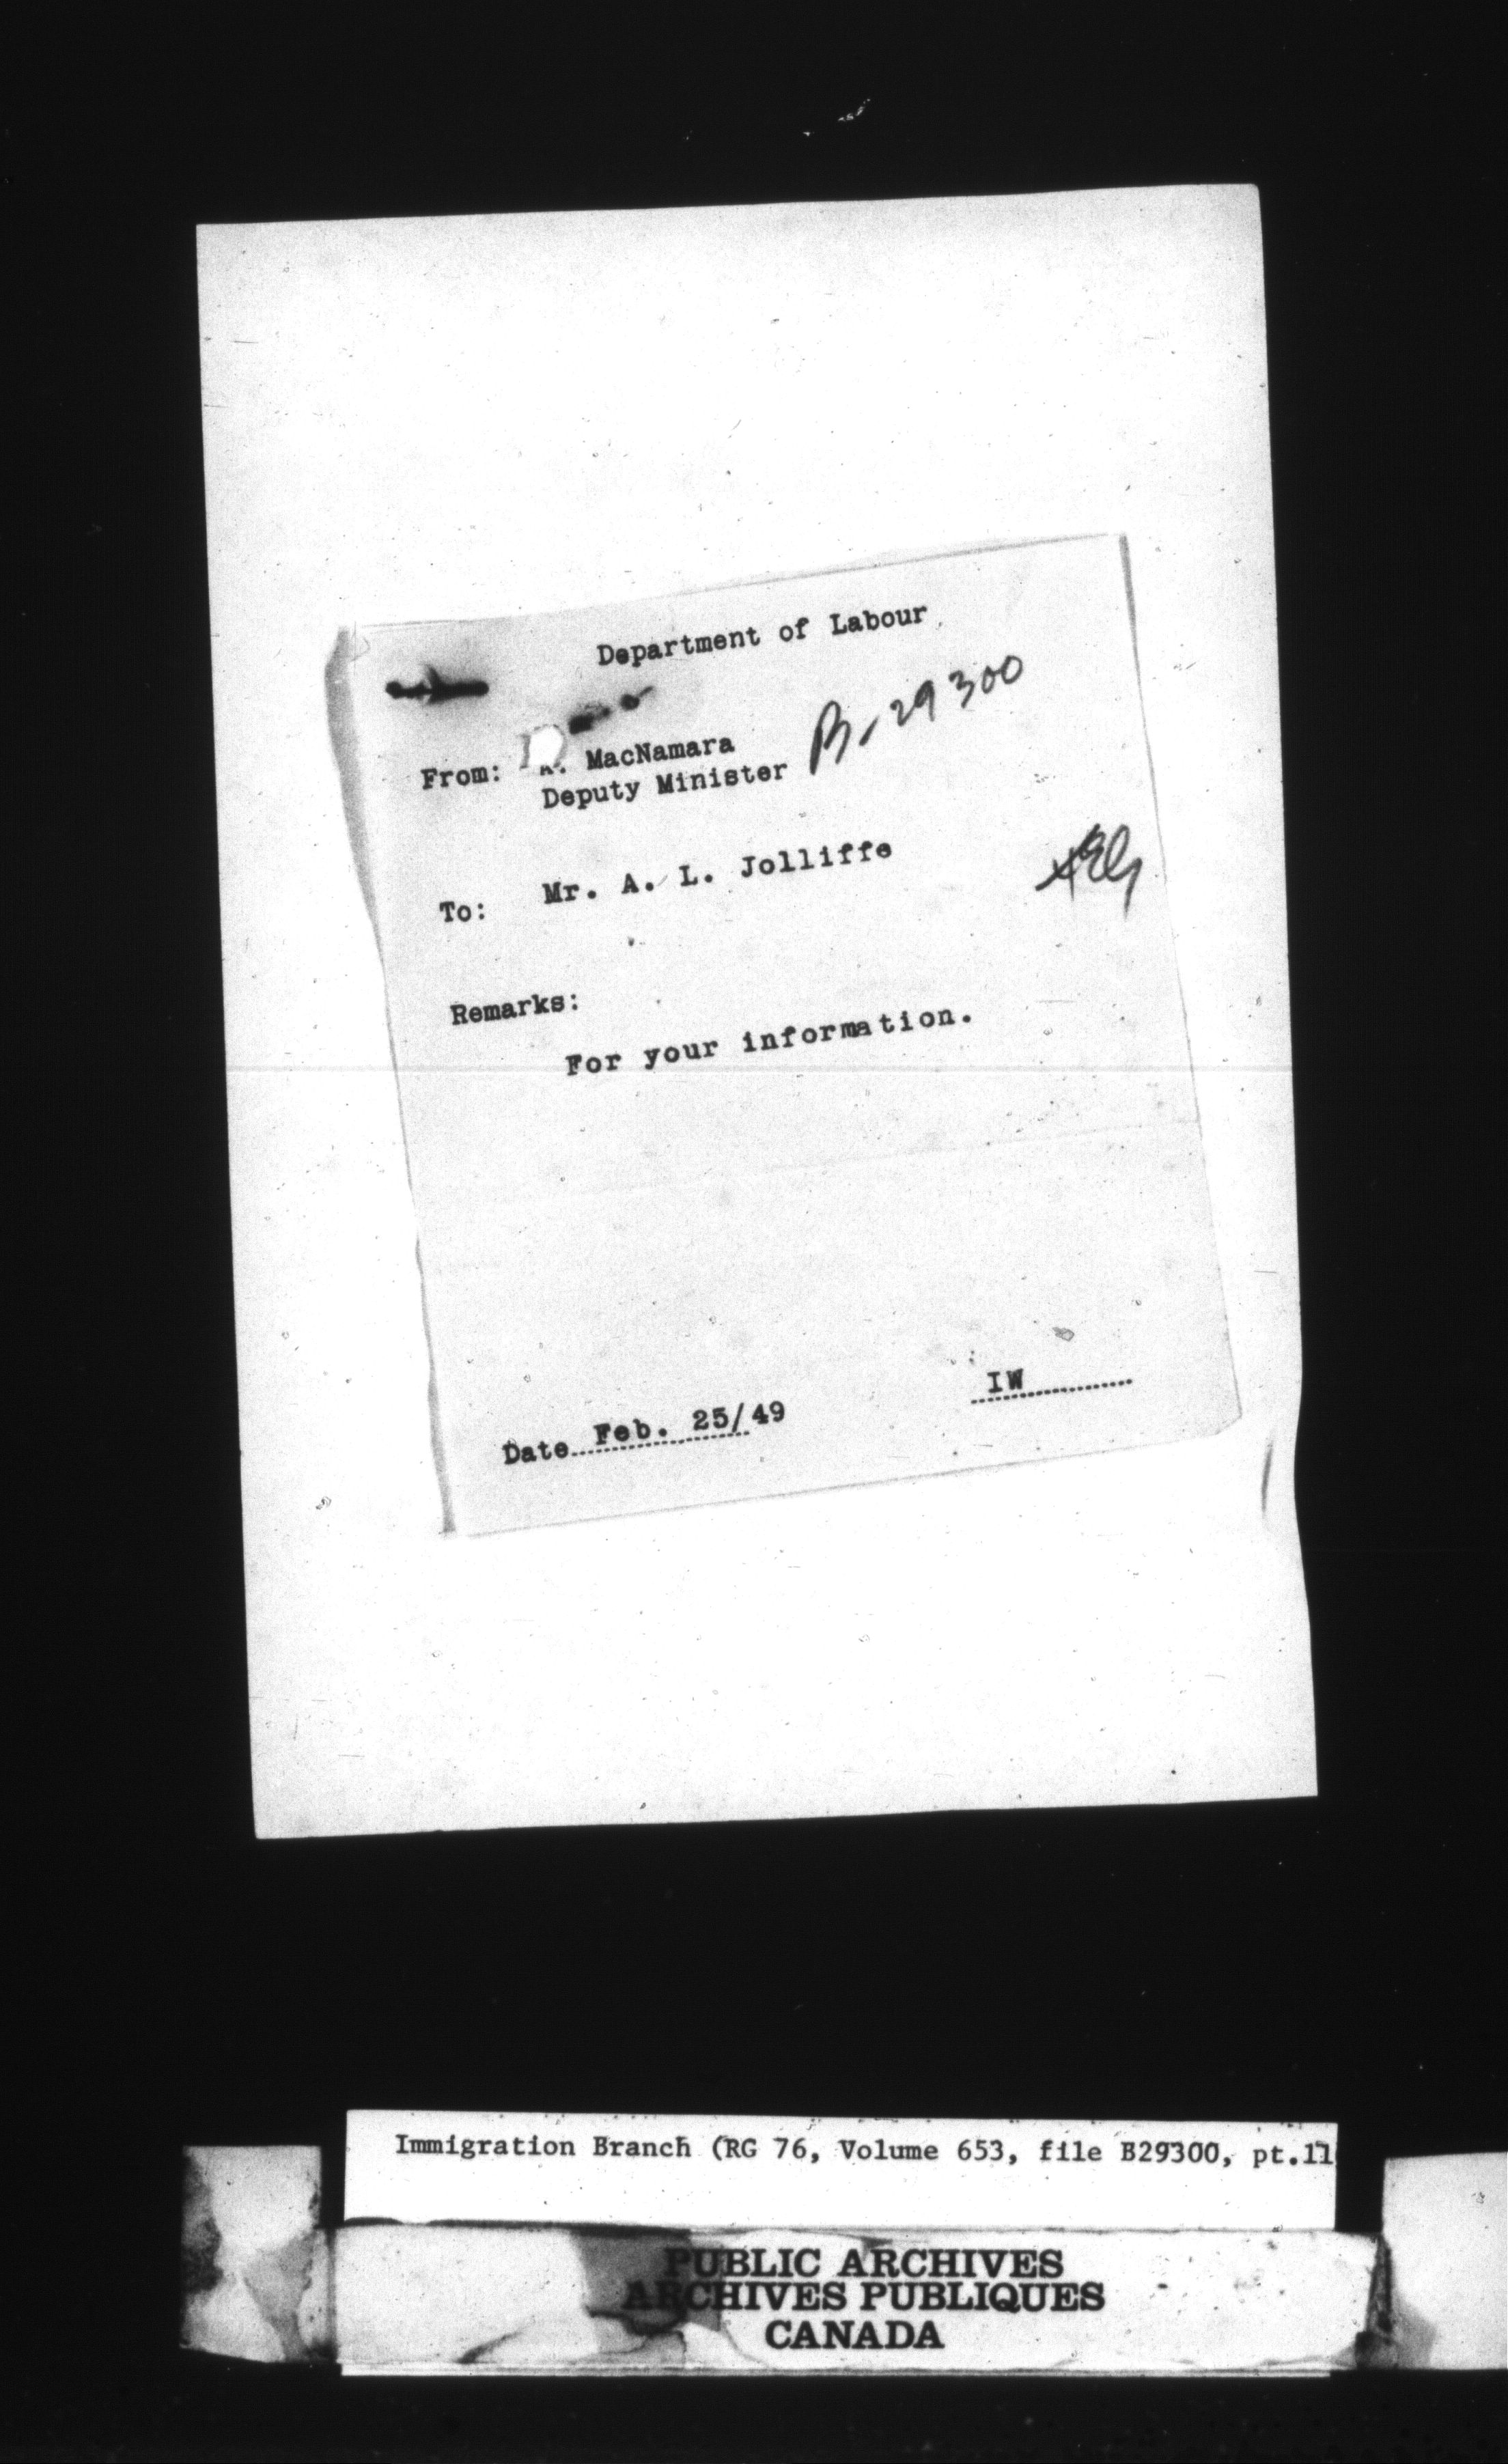 Department of Labour
B-29300
From: A. MacNamara
Deputy Minister
To: Mr. A. L. Jolliffe
Remarks:
For your information.
IW
Date Feb. 25/49
Immigration Branch (RG 76, Volume 653, file B29300, pt.11
PUBLIC ARCHIVES
ARCHIVES PUBLIQUES
CANADA